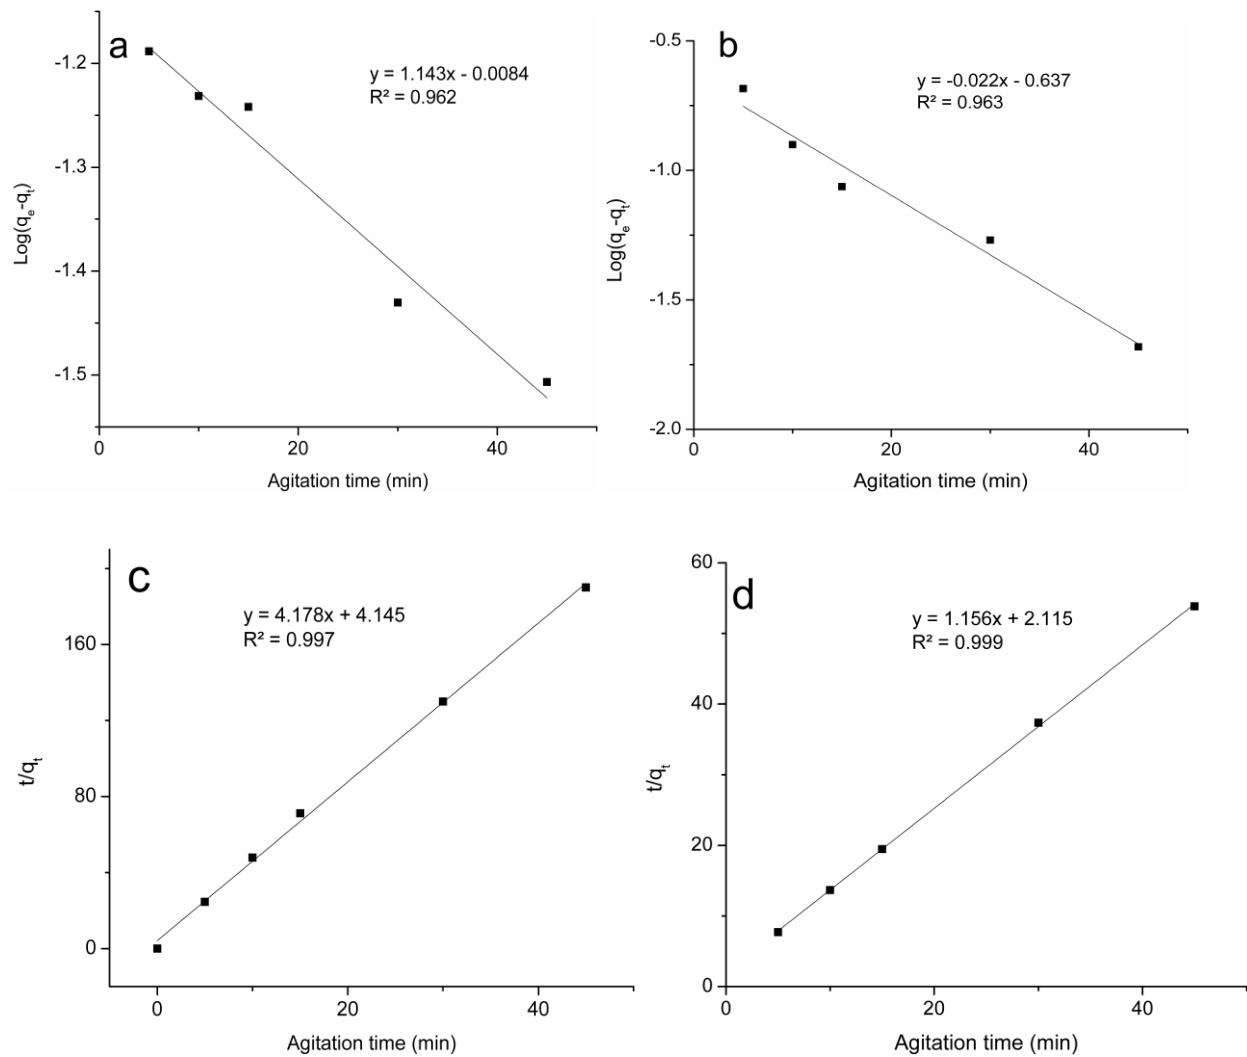 a
y = 1.143x - 0.0084
R² = 0.962
-1.2
-1.3
-1.4
-1.5
Log(qₑ-qₜ)
0
20
40
Agitation time (min)
b
y = -0.022x - 0.637
R² = 0.963
-0.5
-1.0
-1.5
-2.0
Log(qₑ-qₜ)
0
20
40
Agitation time (min)
c
y = 4.178x + 4.145
R² = 0.997
160
80
0
t/qₜ
0
20
40
Agitation time (min)
d
y = 1.156x + 2.115
R² = 0.999
60
40
20
0
t/qₜ
0
20
40
Agitation time (min)